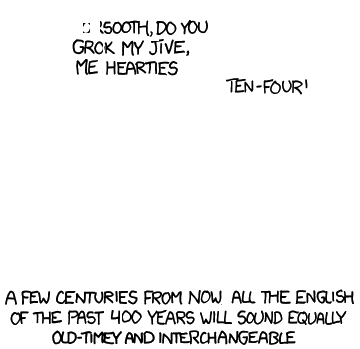 DO YOU
GROK MY JIVE,
ME HEARTIES
TEN-FOUR!
A FEW CENTURIES FROM NOW ALL THE ENGLISH
OF THE PAST 400 YEARS WILL SOUND EQUALLY
OLD-TIMEY AND INTERCHANGEABLE